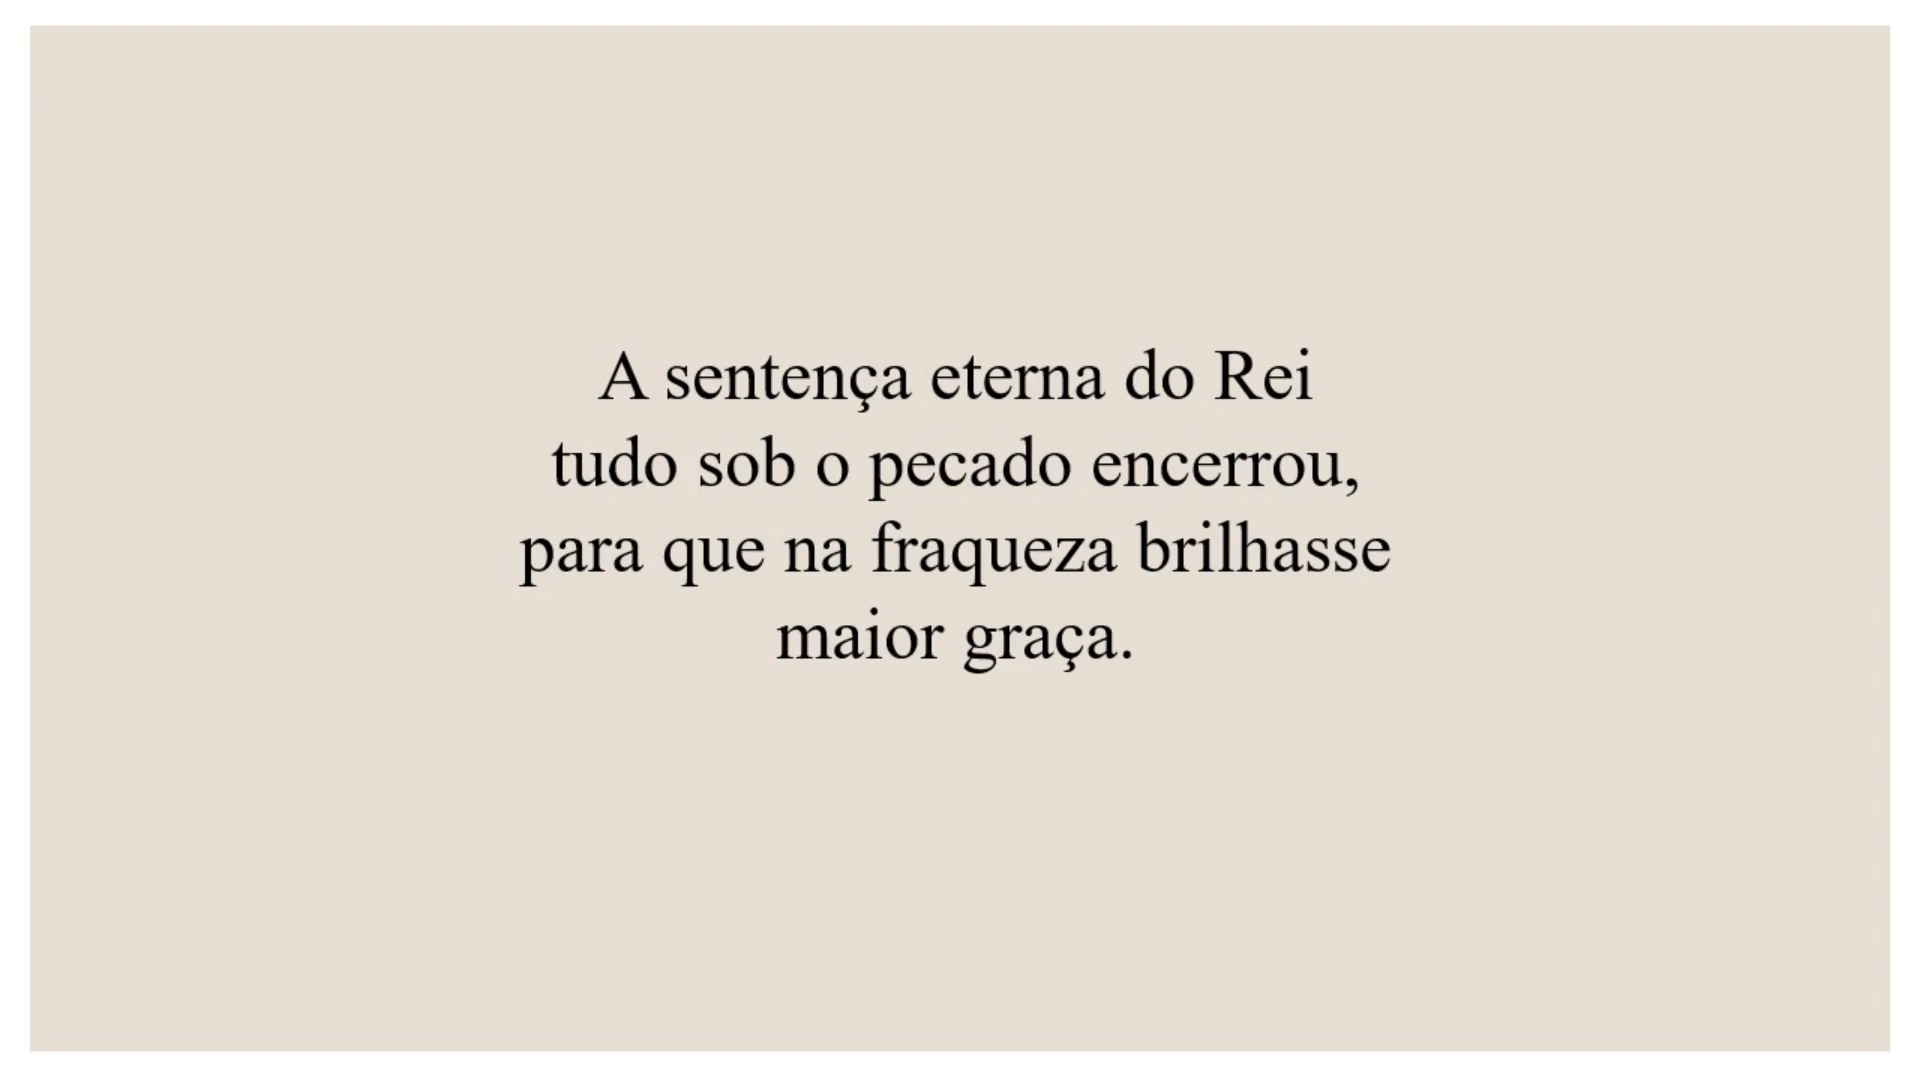 A sentença eterna do Rei
tudo sob o pecado encerrou,
para que na fraqueza brilhasse
maior graça.